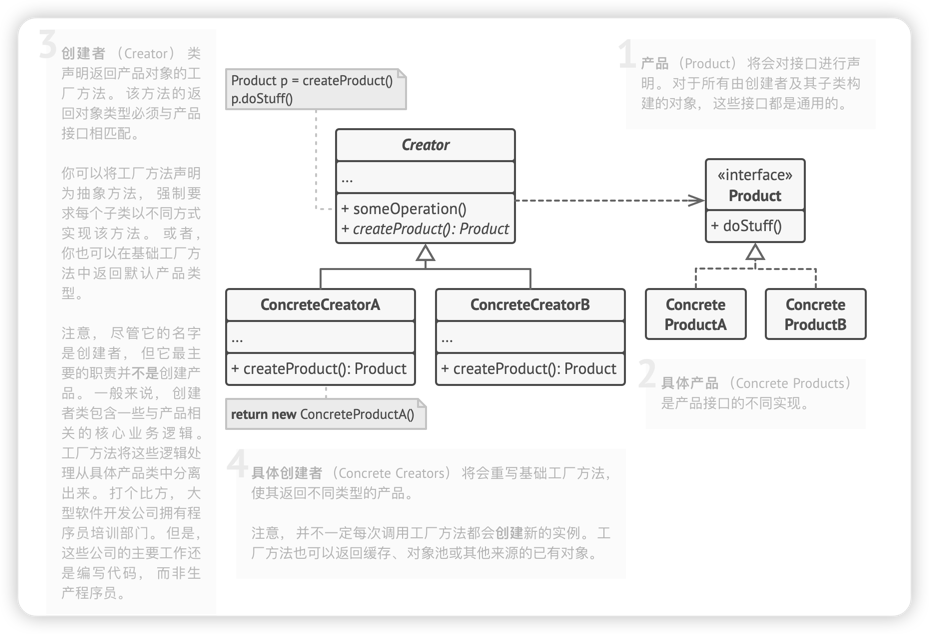 3
创建者 （Creator） 类
声明返回产品对象的工
厂方法。 该方法的返
回对象类型必须与产品
接口相匹配。
你可以将工厂方法声明
为抽象方法， 强制要
求每个子类以不同方式
实现该方法。 或者，
你也可以在基础工厂方
法中返回默认产品类
型。
注意， 尽管它的名字
是创建者， 但它最主
要的职责并不是创建产
品。 一般来说， 创建
者类包含一些与产品相
关的核心业务逻辑。
工厂方法将这些逻辑处
理从具体产品类中分离
出来。 打个比方， 大
型软件开发公司拥有程
序员培训部门。 但是，
这些公司的主要工作还
是编写代码， 而非生
产程序员。
Product p = createProduct()
p.doStuff()
Creator
...
+ someOperation()
+ createProduct(): Product
ConcreteCreatorA
...
+ createProduct(): Product
ConcreteCreatorB
...
+ createProduct(): Product
return new ConcreteProductA()
1
产品 （Product） 将会对接口进行声
明。 对于所有由创建者及其子类构
建的对象， 这些接口都是通用的。
«interface»
Product
+ doStuff()
Concrete
ProductA
Concrete
ProductB
2
具体产品 （Concrete Products）
是产品接口的不同实现。
4
具体创建者 （Concrete Creators） 将会重写基础工厂方法，
使其返回不同类型的产品。
注意， 并不一定每次调用工厂方法都会创建新的实例。 工
厂方法也可以返回缓存、 对象池或其他来源的已有对象。